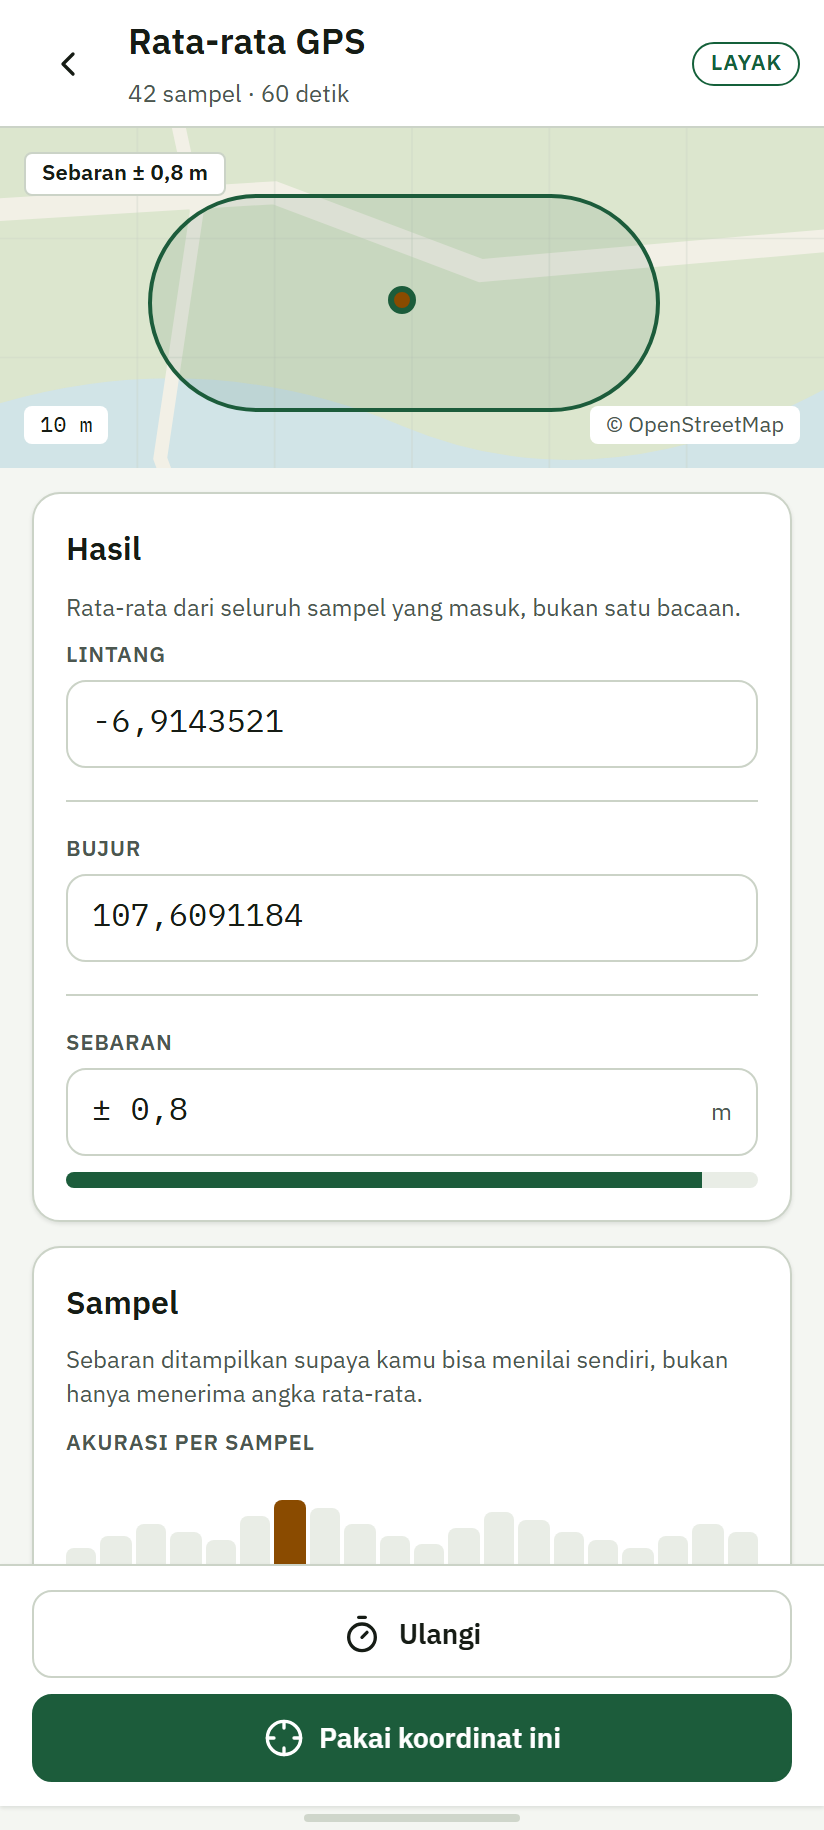 Rata-rata GPS
42 sampel · 60 detik
LAYAK
Sebaran ± 0,8 m
10 m
© OpenStreetMap
Hasil
Rata-rata dari seluruh sampel yang masuk, bukan satu bacaan.
LINTANG
-6,9143521
BUJUR
107,6091184
SEBARAN
± 0,8
m
Sampel
Sebaran ditampilkan supaya kamu bisa menilai sendiri, bukan
hanya menerima angka rata-rata.
AKURASI PER SAMPEL
Ulangi
Pakai koordinat ini